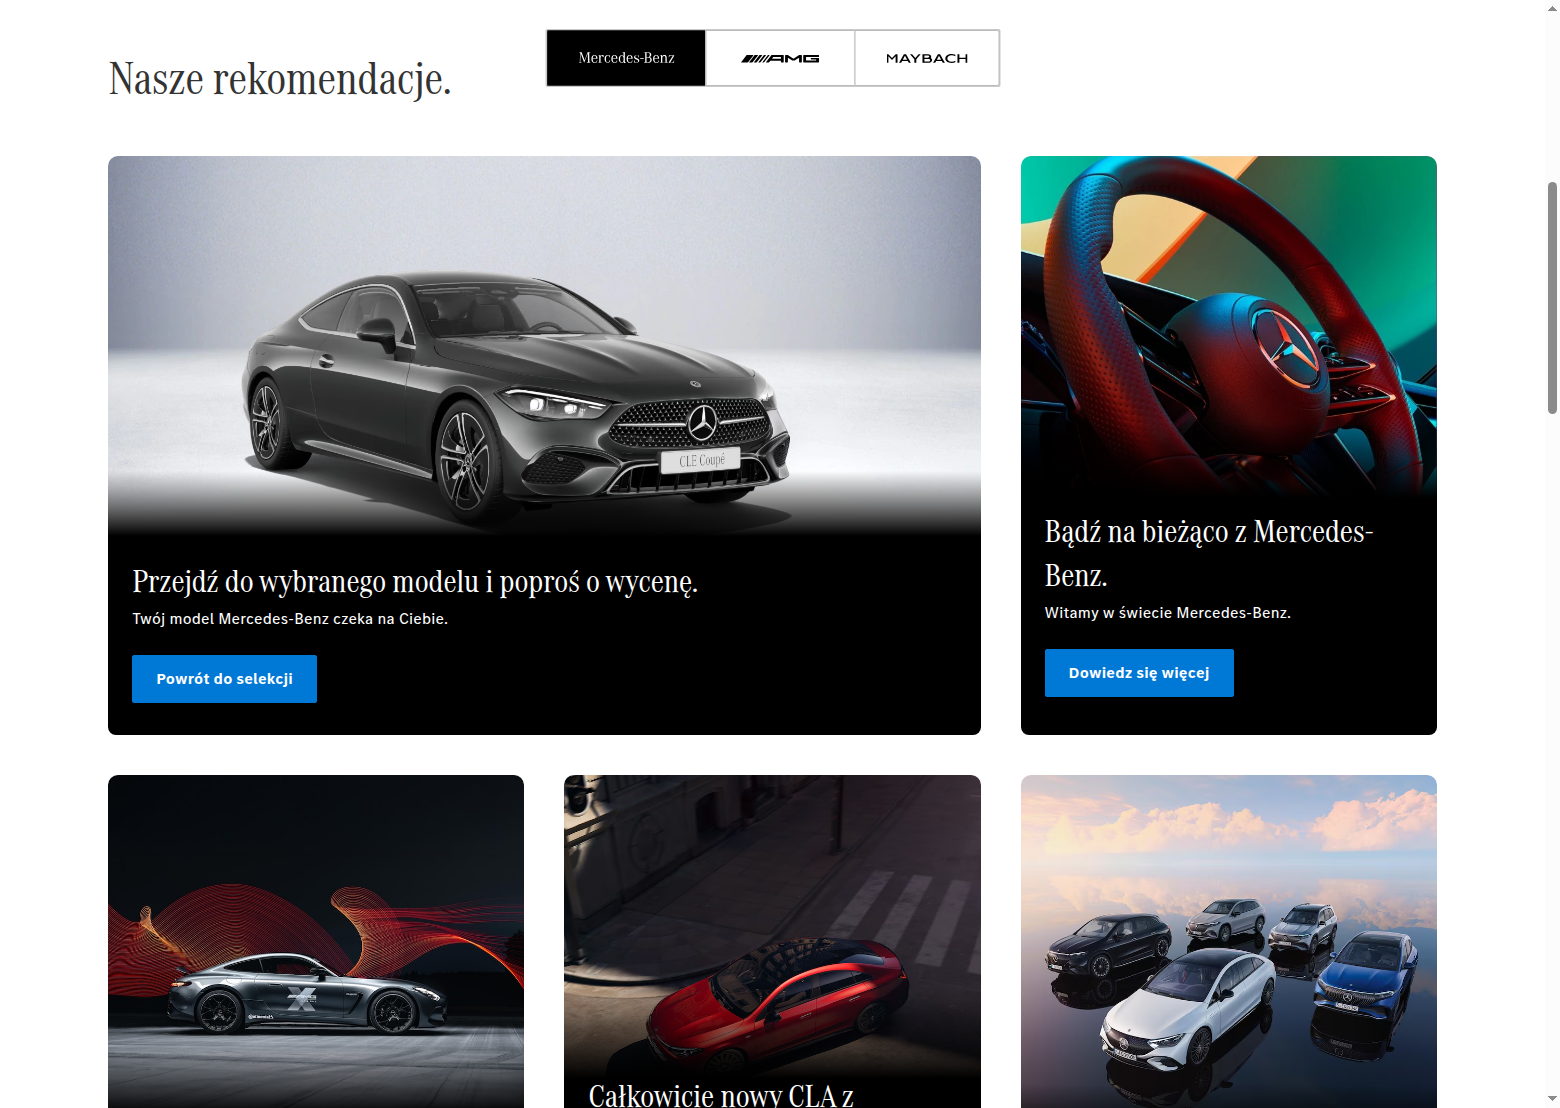 Nasze rekomendacje.
Mercedes-Benz
AMG
MAYBACH
CLE Coupé
Przejdź do wybranego modelu i poproś o wycenę.
Twój model Mercedes-Benz czeka na Ciebie.
Powrót do selekcji
Bądź na bieżąco z Mercedes-
Benz.
Witamy w świecie Mercedes-Benz.
Dowiedz się więcej
X
Całkowicie nowy CLA z